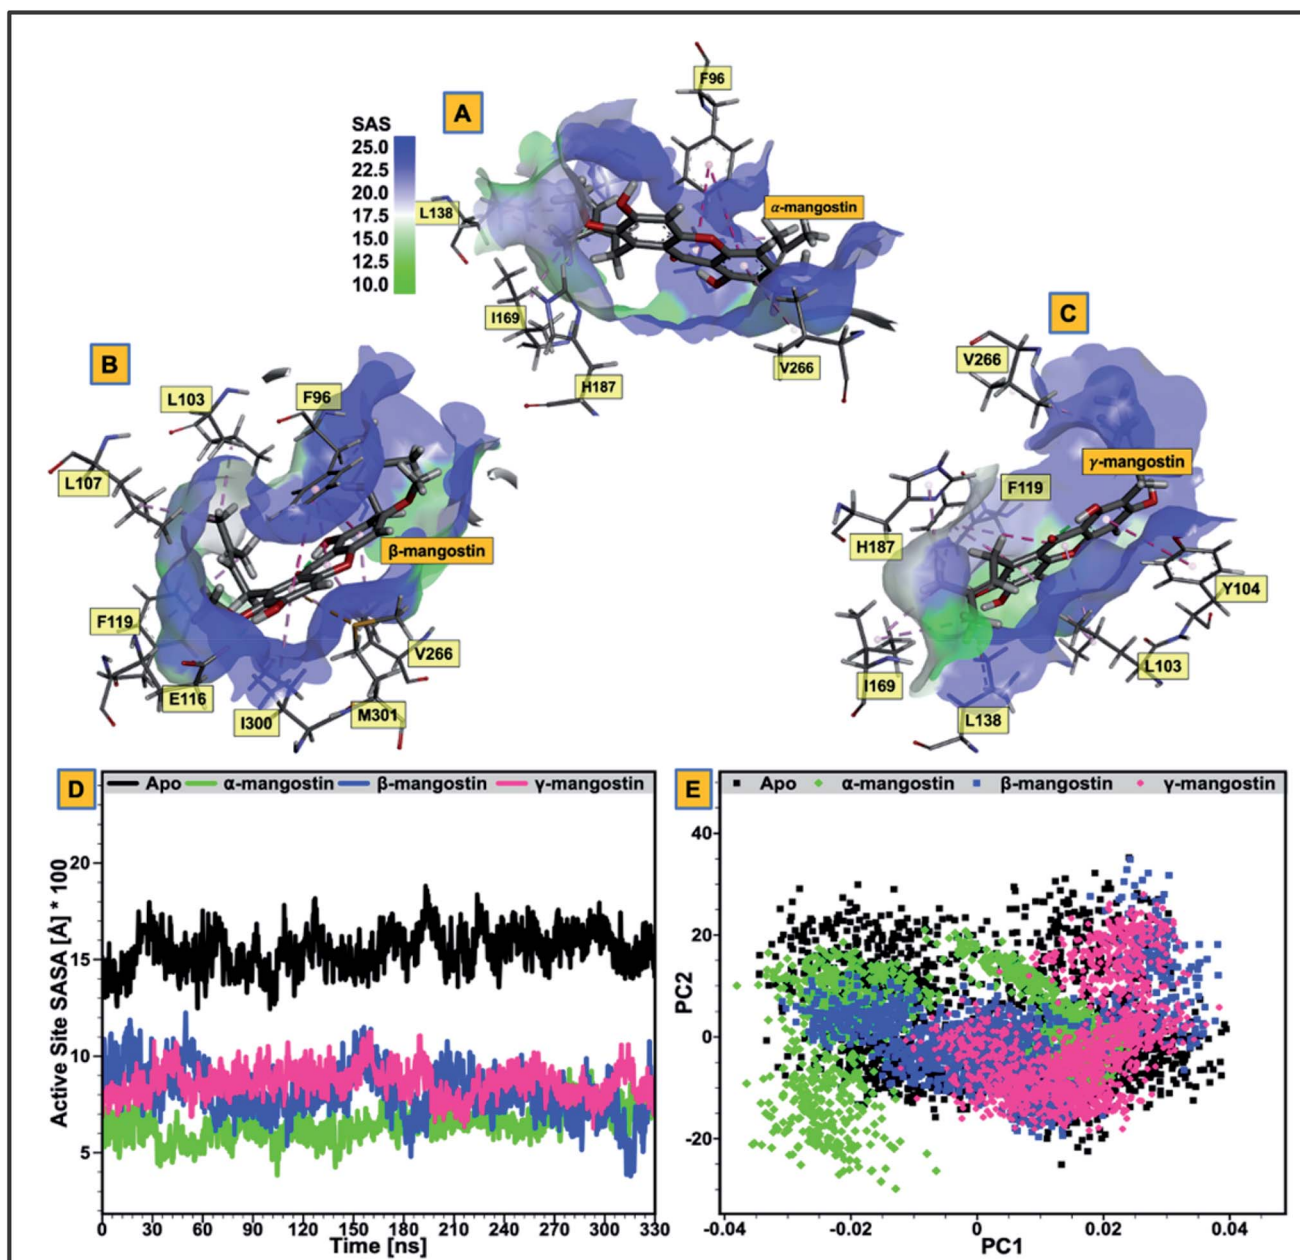 A
F96
SAS
25.0
22.5
20.0
17.5
15.0
12.5
10.0
L138
α-mangostin
I169
H187
V266
B
L103
F96
L107
β-mangostin
F119
V266
E116
I300
M301
C
V266
γ-mangostin
F119
H187
Y104
L103
I169
L138
D
Apo α-mangostin β-mangostin γ-mangostin
Active Site SASA [Å] * 100
20
15
10
5
0 30 60 90 120 150 180 210 240 270 300 330
Time [ns]
E
Apo α-mangostin β-mangostin γ-mangostin
PC2
40
20
0
-20
-0.04 -0.02 0 0.02 0.04
PC1